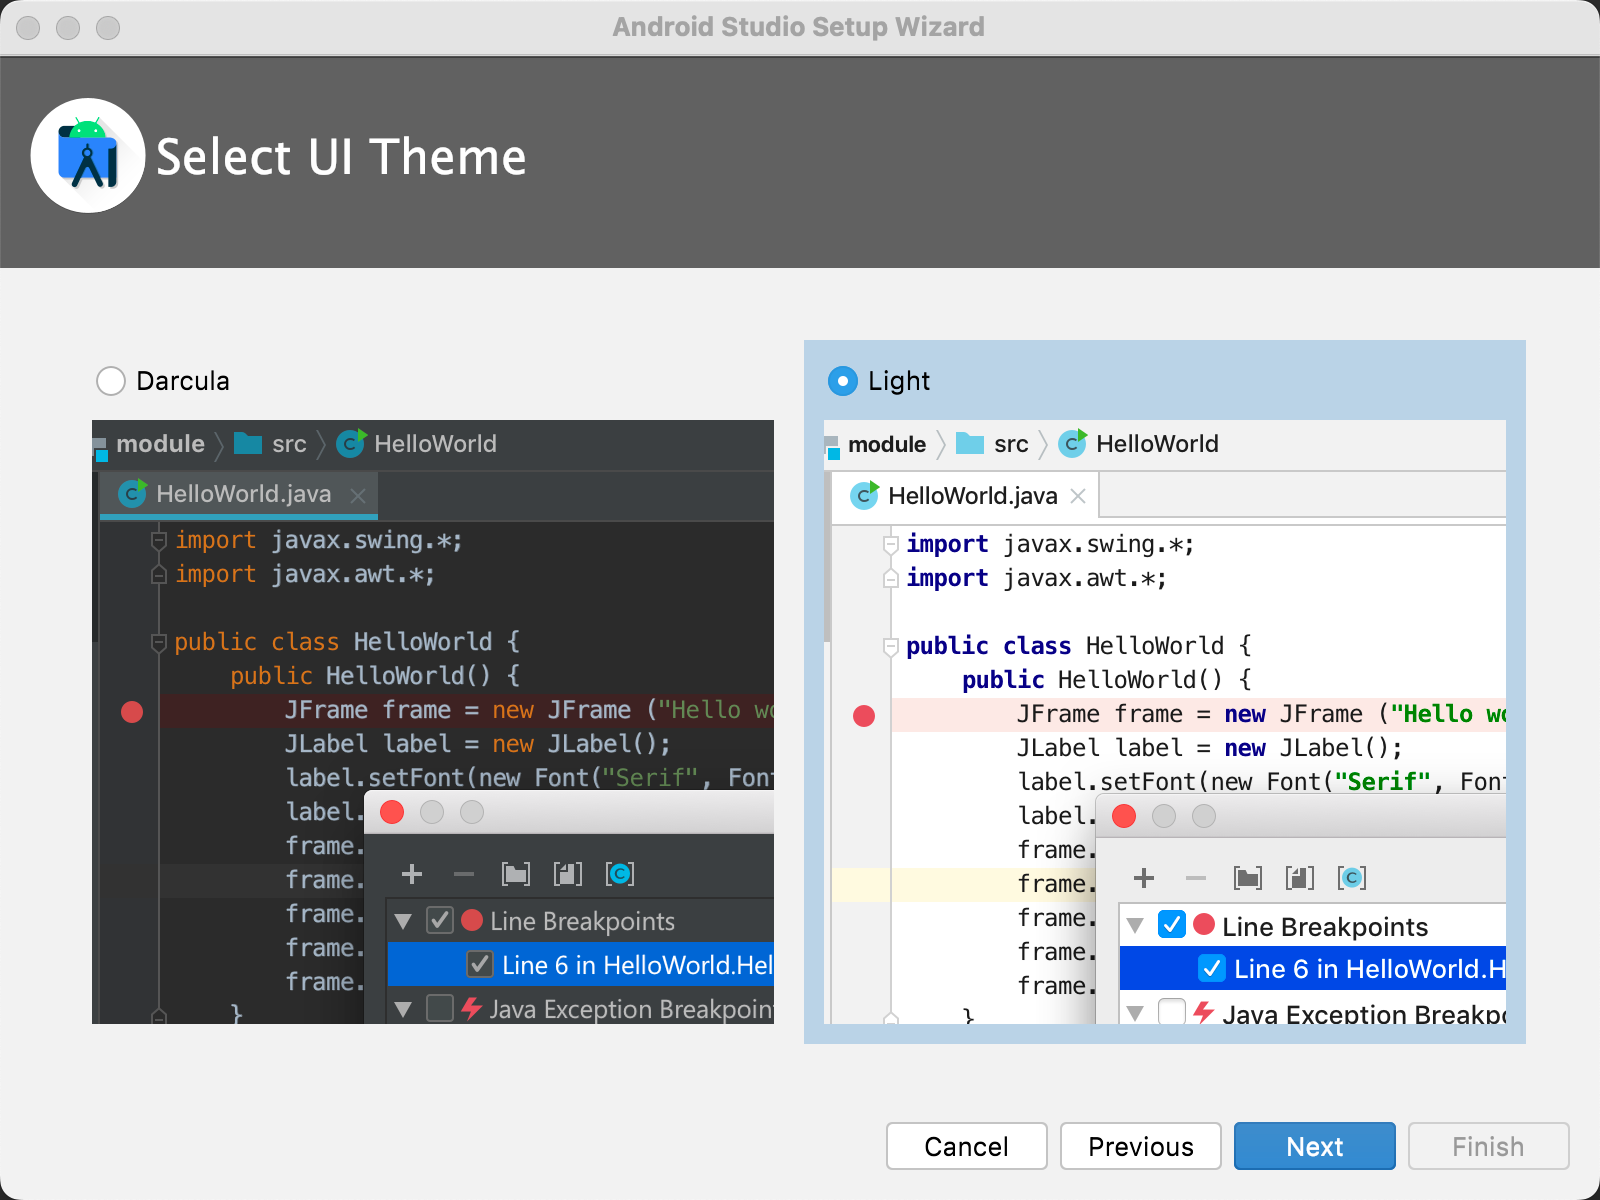 Android Studio Setup Wizard
Select UI Theme
Darcula
module src HelloWorld
HelloWorld.java
import javax.swing.*;
import javax.awt.*;
public class HelloWorld {
public HelloWorld() {
JFrame frame = new JFrame ("Hello
JLabel label = new JLabel();
label.setFont(new Font("Serif", Font
label.
frame.
frame.
frame.
frame.
frame.
}
Line Breakpoints
Line 6 in HelloWorld.Hel
Java Exception Breakpoin
Light
module src HelloWorld
HelloWorld.java
import javax.swing.*;
import javax.awt.*;
public class HelloWorld {
public HelloWorld() {
JFrame frame = new JFrame ("Hello
JLabel label = new JLabel();
label.setFont(new Font("Serif", Fon
label.
frame.
frame.
frame.
frame.
frame.
}
Line Breakpoints
Line 6 in HelloWorld.H
Java Exception Breakp
Cancel Previous Next Finish